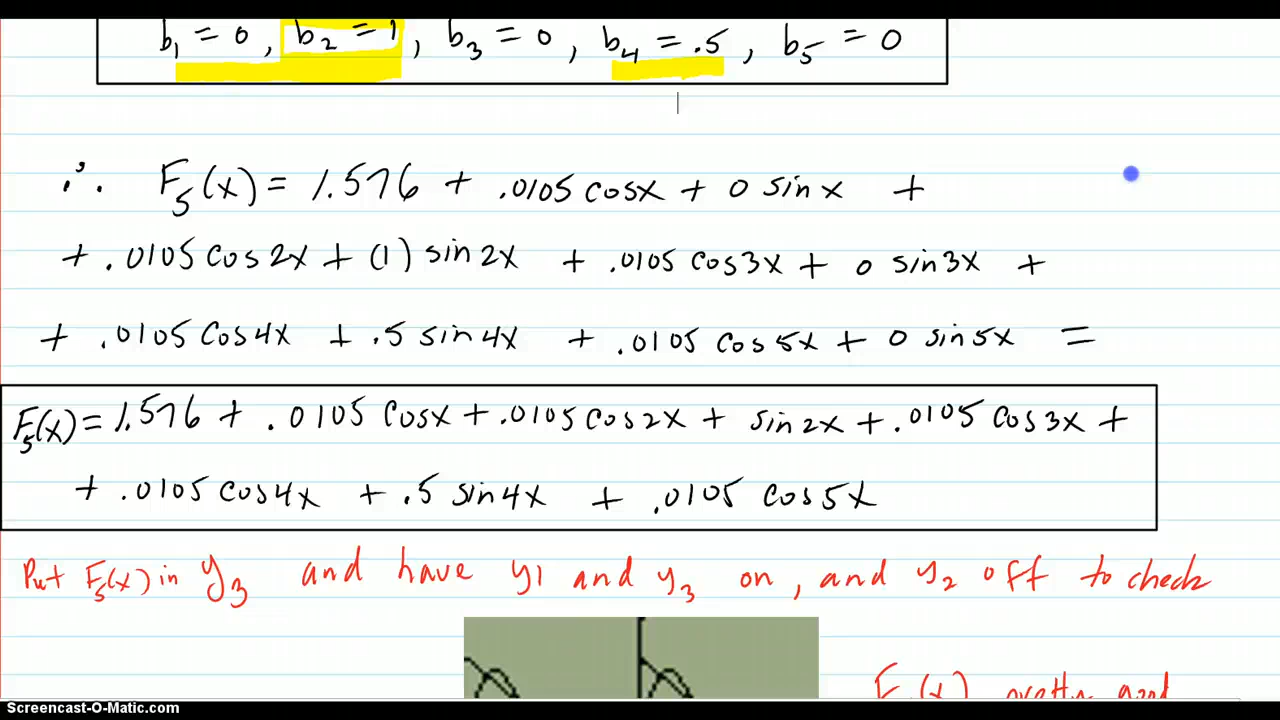 b₁ = 0, b₂ = 1, b₃ = 0, b₄ = .5, b₅ = 0
∴ F₅(x) = 1.576 + .0105 cosx + 0 sinx +
+ .0105 cos2x + (1) sin2x + .0105 cos3x + 0 sin3x +
+ .0105 cos4x + .5 sin4x + .0105 cos5x + 0 sin5x =
F₅(x) = 1.576 + .0105 cosx + .0105 cos2x + sin2x + .0105 cos3x +
+ .0105 cos4x + .5 sin4x + .0105 cos5x
Put F₅(x) in y₃ and have y1 and y₃ on, and y₂ off to check
pretty good
Screencast-O-Matic.com